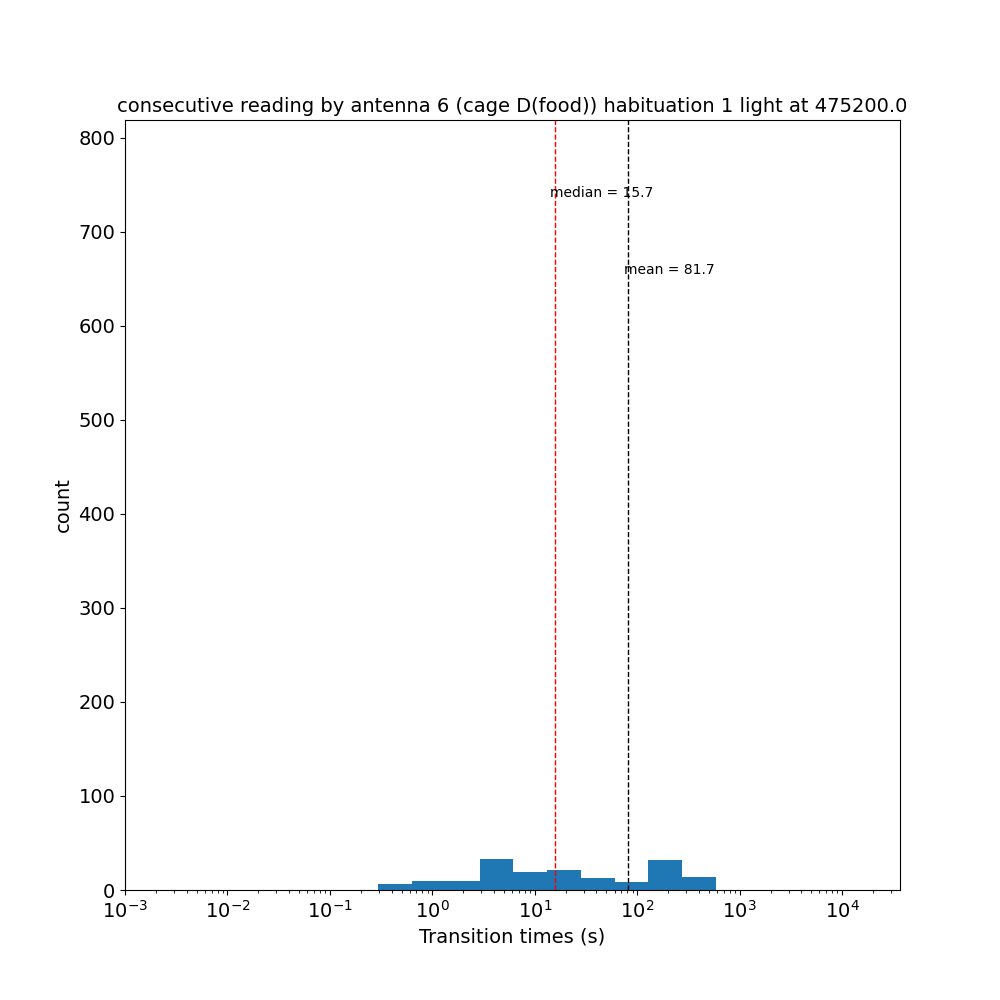 consecutive reading by antenna 6 (cage D(food)) habituation 1 light at 475200.0
800
median = 15.7
700
mean = 81.7
600
500
count
400
300
200
100
0
10⁻³ 10⁻² 10⁻¹ 10⁰ 10¹ 10² 10³ 10⁴
Transition times (s)